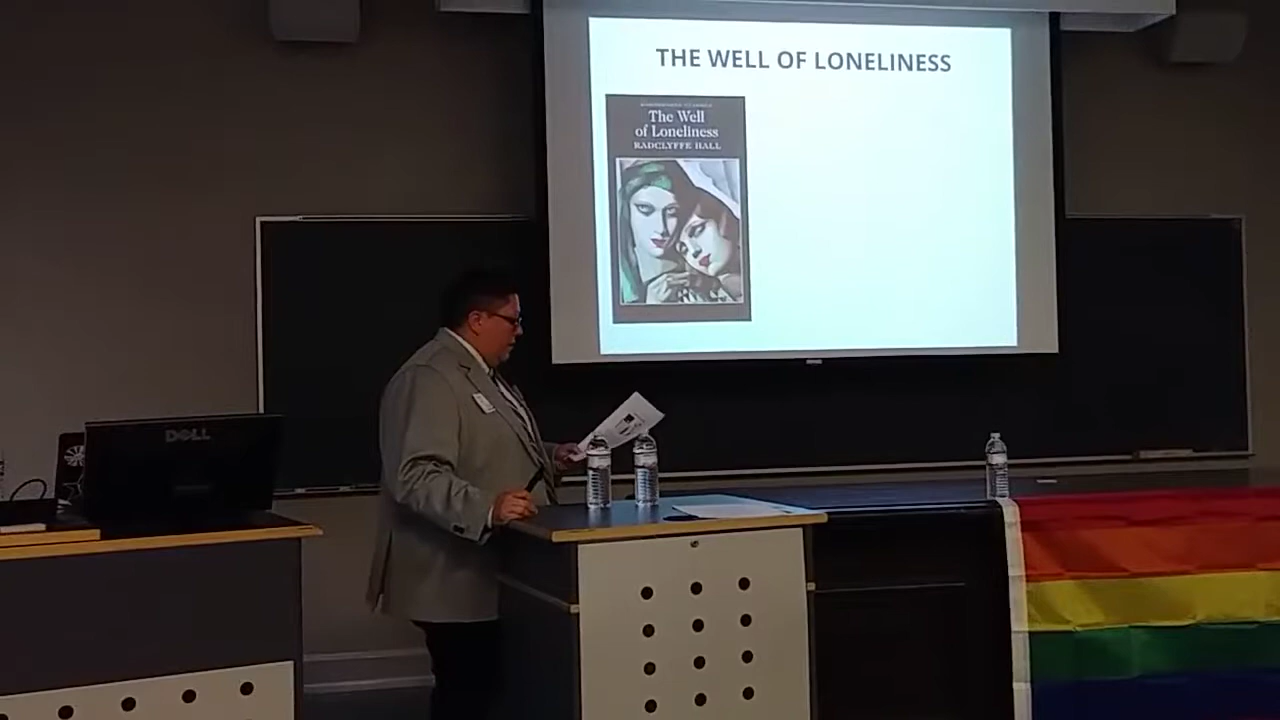 THE WELL OF LONELINESS
The Well
of Loneliness
RADCLYFFE HALL
DELL